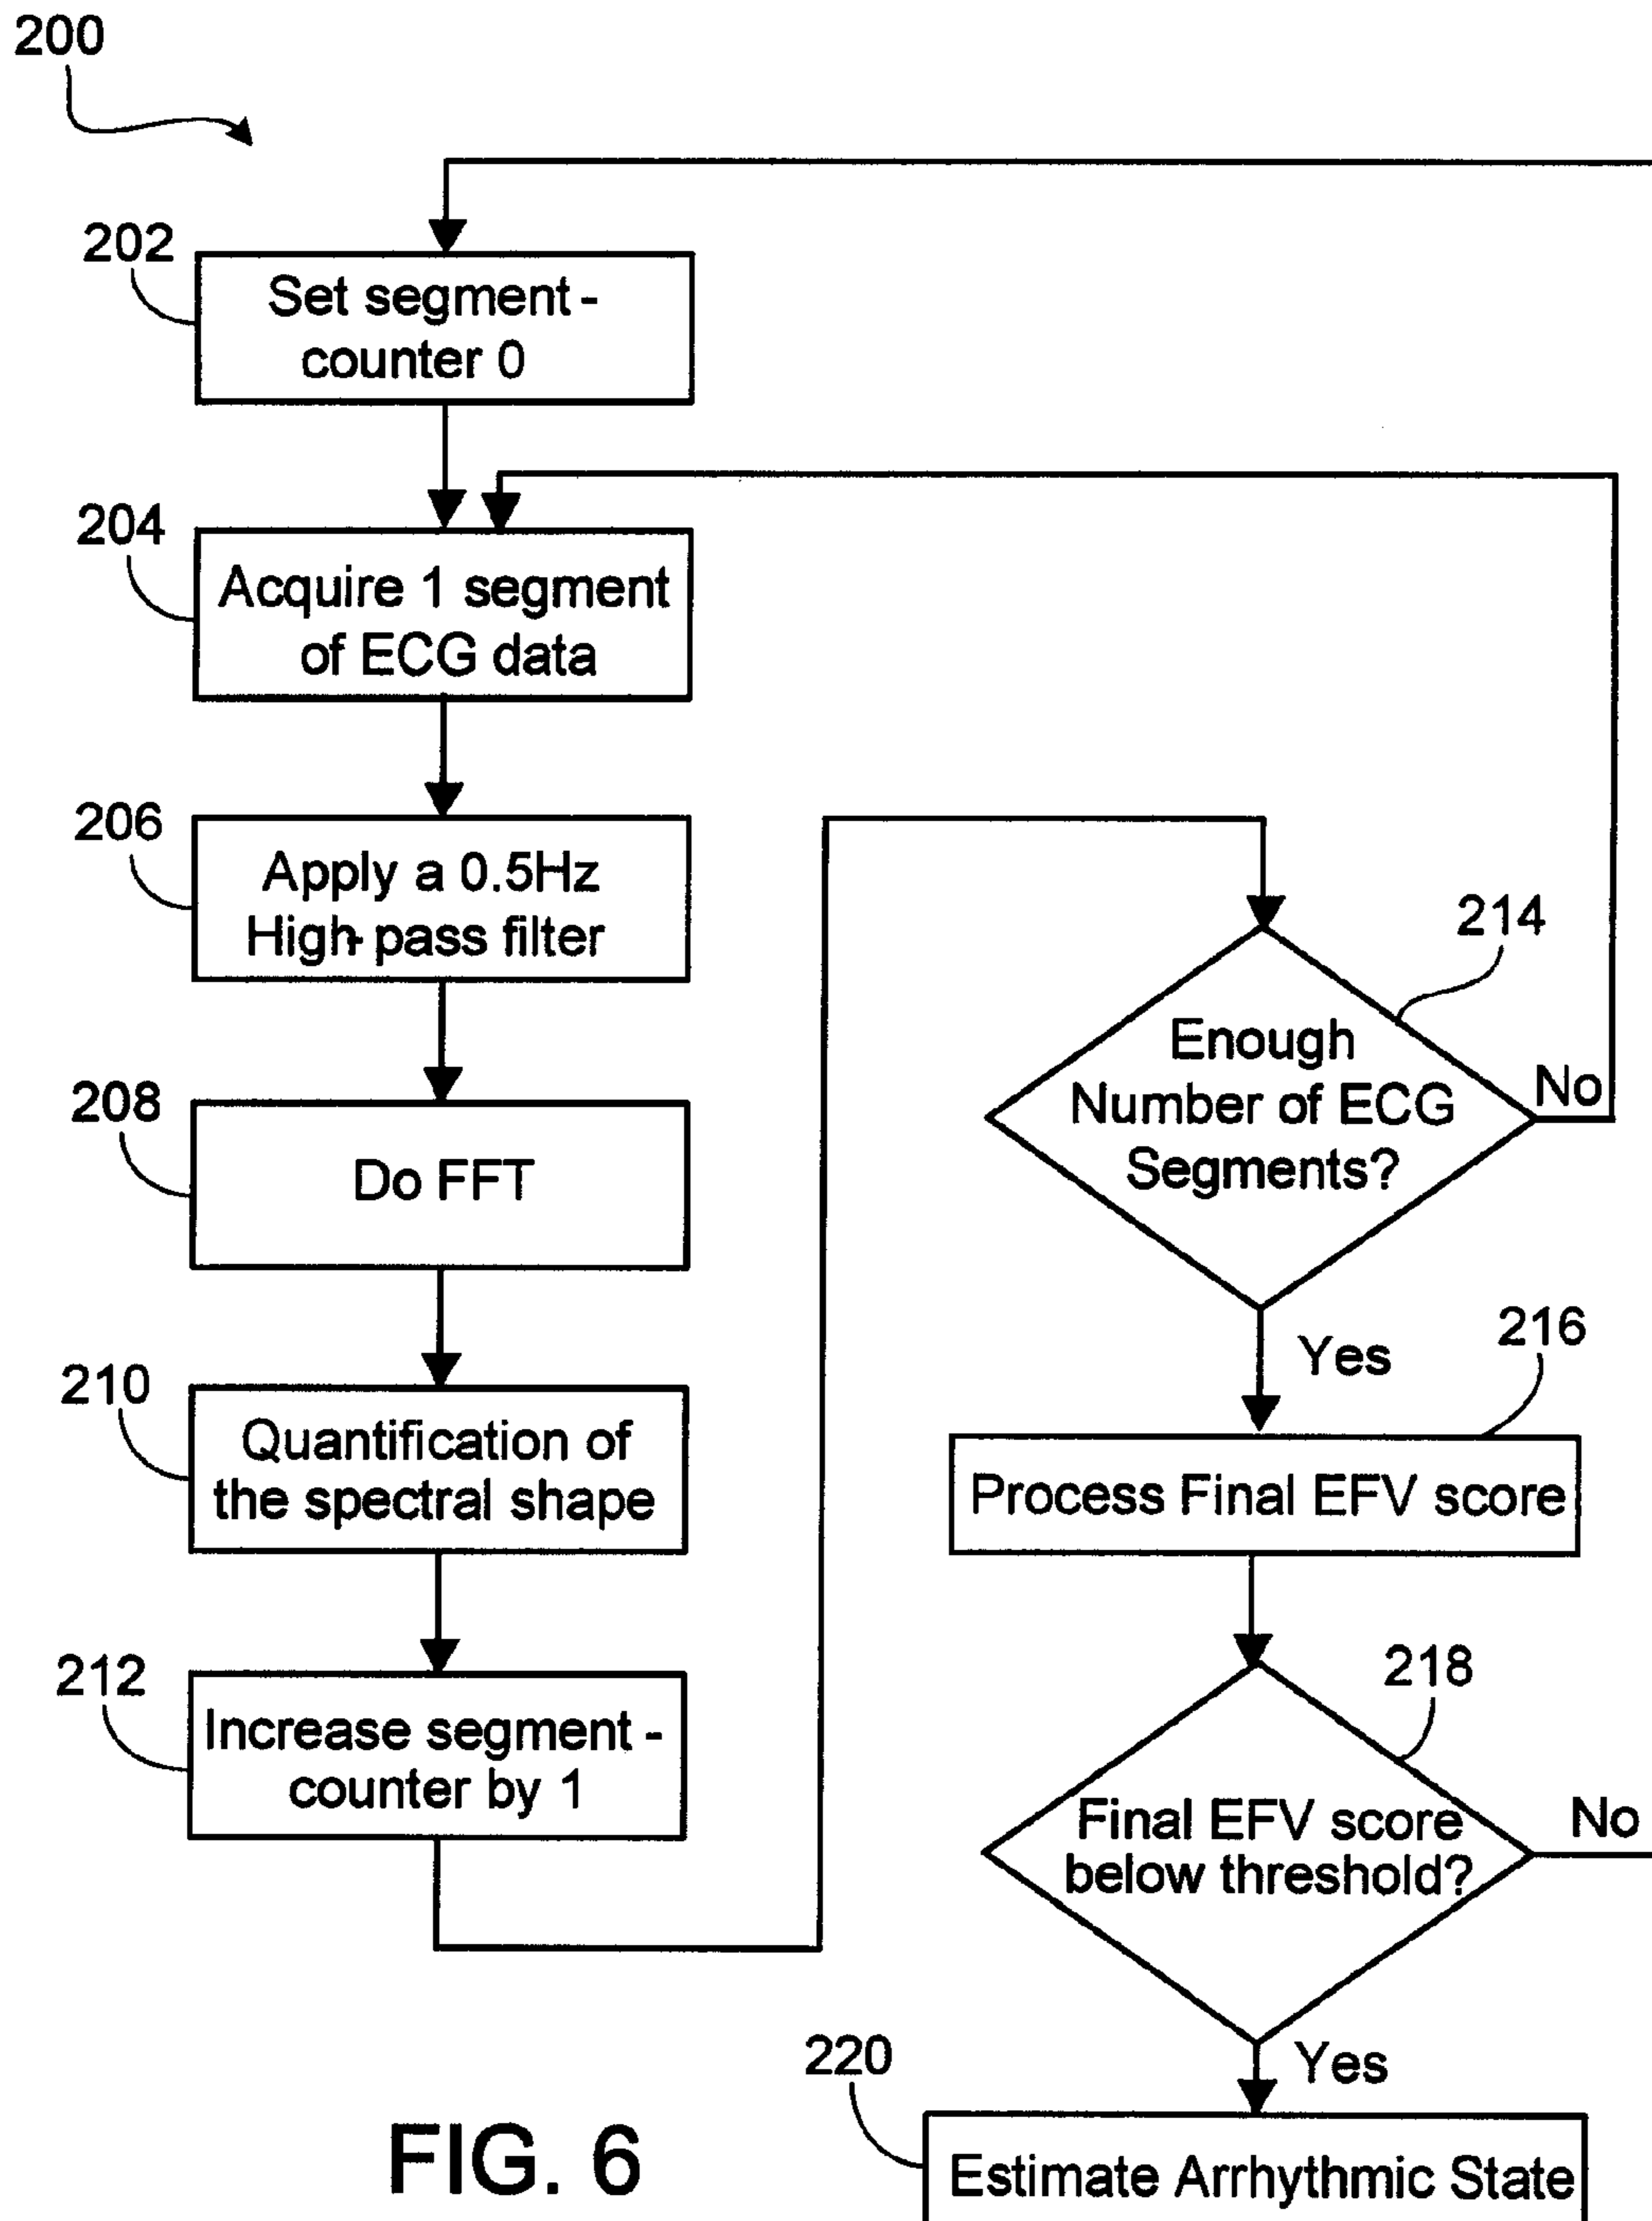 200
202
Set segment -
counter 0
204
Acquire 1 segment
of ECG data
206
Apply a 0.5Hz
High-pass filter
208
Do FFT
210
Quantification of
the spectral shape
212
Increase segment -
counter by 1
214
Enough
Number of ECG
Segments?
No
Yes
216
Process Final EFV score
218
Final EFV score
below threshold?
No
Yes
220
Estimate Arrhythmic State
FIG. 6